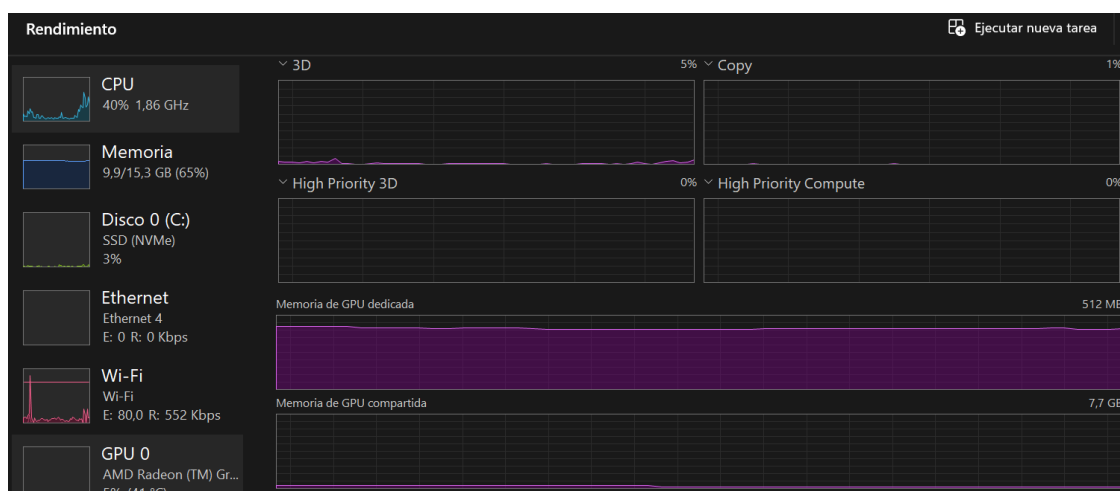 Rendimiento
Ejecutar nueva tarea
CPU
40% 1,86 GHz
Memoria
9,9/15,3 GB (65%)
Disco 0 (C:)
SSD (NVMe)
3%
Ethernet
Ethernet 4
E: 0 R: 0 Kbps
Wi-Fi
Wi-Fi
E: 80,0 R: 552 Kbps
GPU 0
AMD Radeon (TM) Gr...
5% (41 °C)
3D 5%
Copy 1%
High Priority 3D 0%
High Priority Compute 0%
Memoria de GPU dedicada 512 MB
Memoria de GPU compartida 7,7 GB